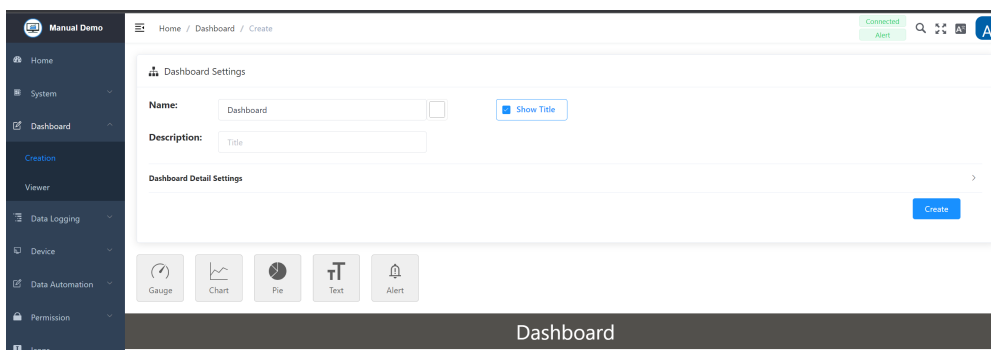 Manual Demo
Home / Dashboard / Create
Connected
Alert
A
Home
System
Dashboard
Creation
Viewer
Data Logging
Device
Data Automation
Permission
Dashboard Settings
Name:
Dashboard
Show Title
Description:
Title
Dashboard Detail Settings
Create
Gauge
Chart
Pie
Text
Alert
Dashboard